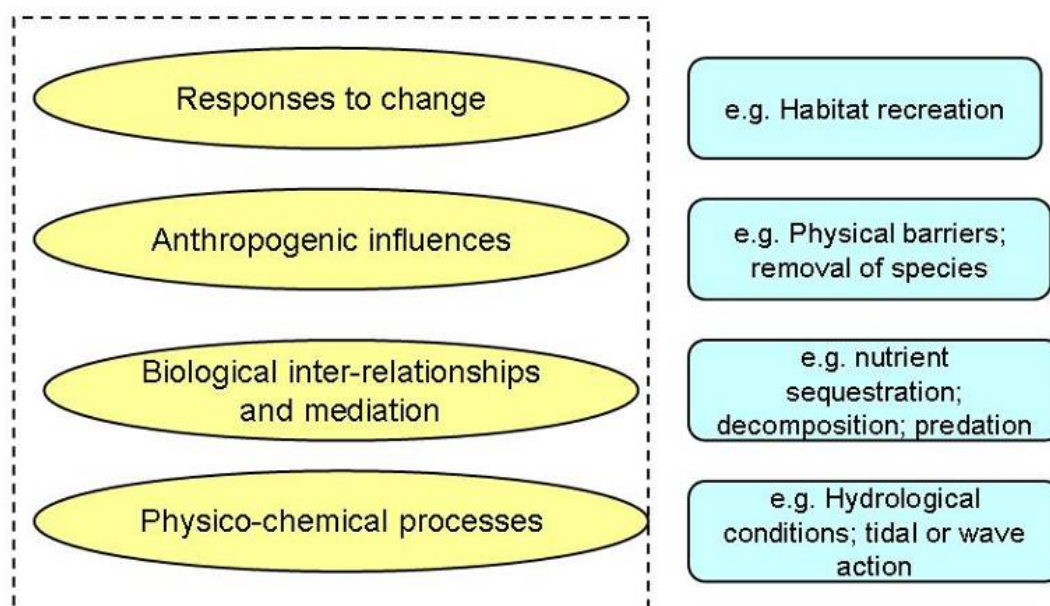 Responses to change
e.g. Habitat recreation
Anthropogenic influences
e.g. Physical barriers;
removal of species
Biological inter-relationships
and mediation
e.g. nutrient
sequestration;
decomposition; predation
Physico-chemical processes
e.g. Hydrological
conditions; tidal or wave
action